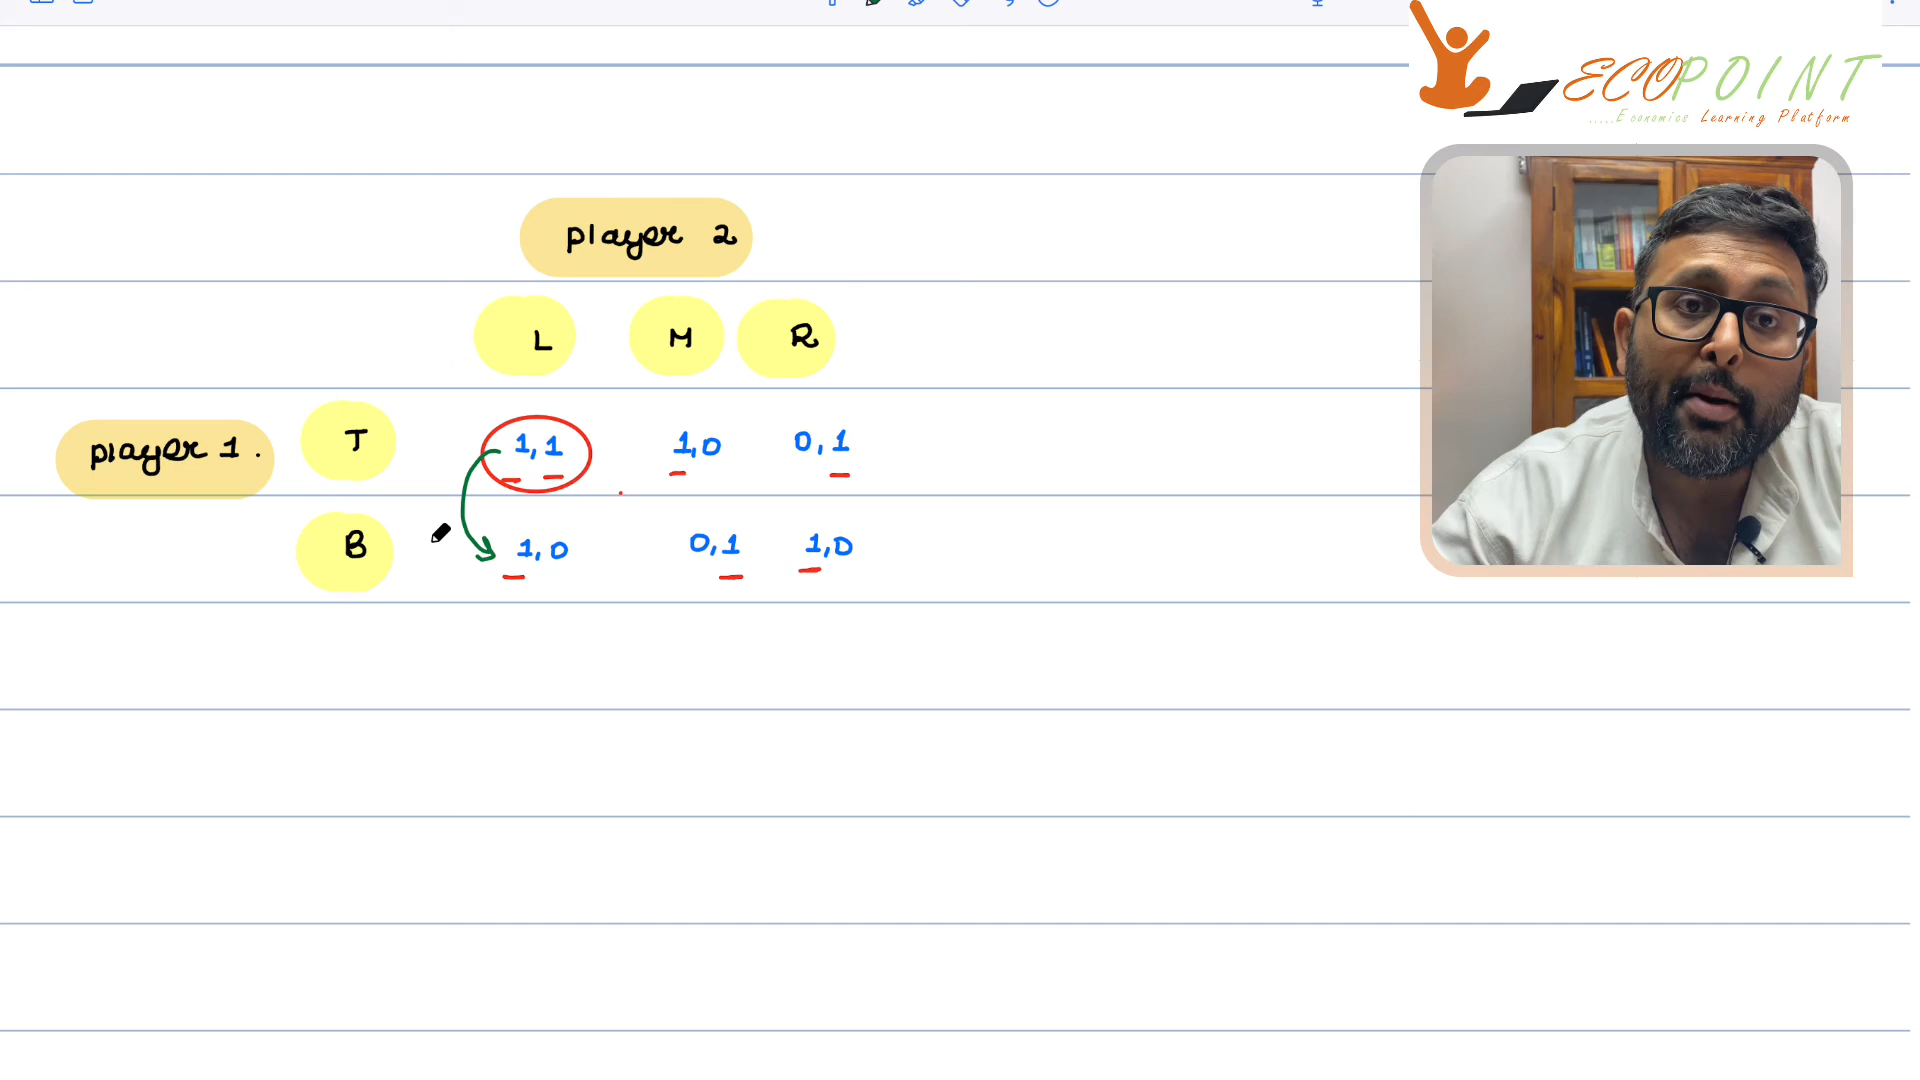 ECOPOINT
.....Economics Learning Platform
player 2
L M R
player 1. T 1,1 1,0 0,1
B 1,0 0,1 1,0